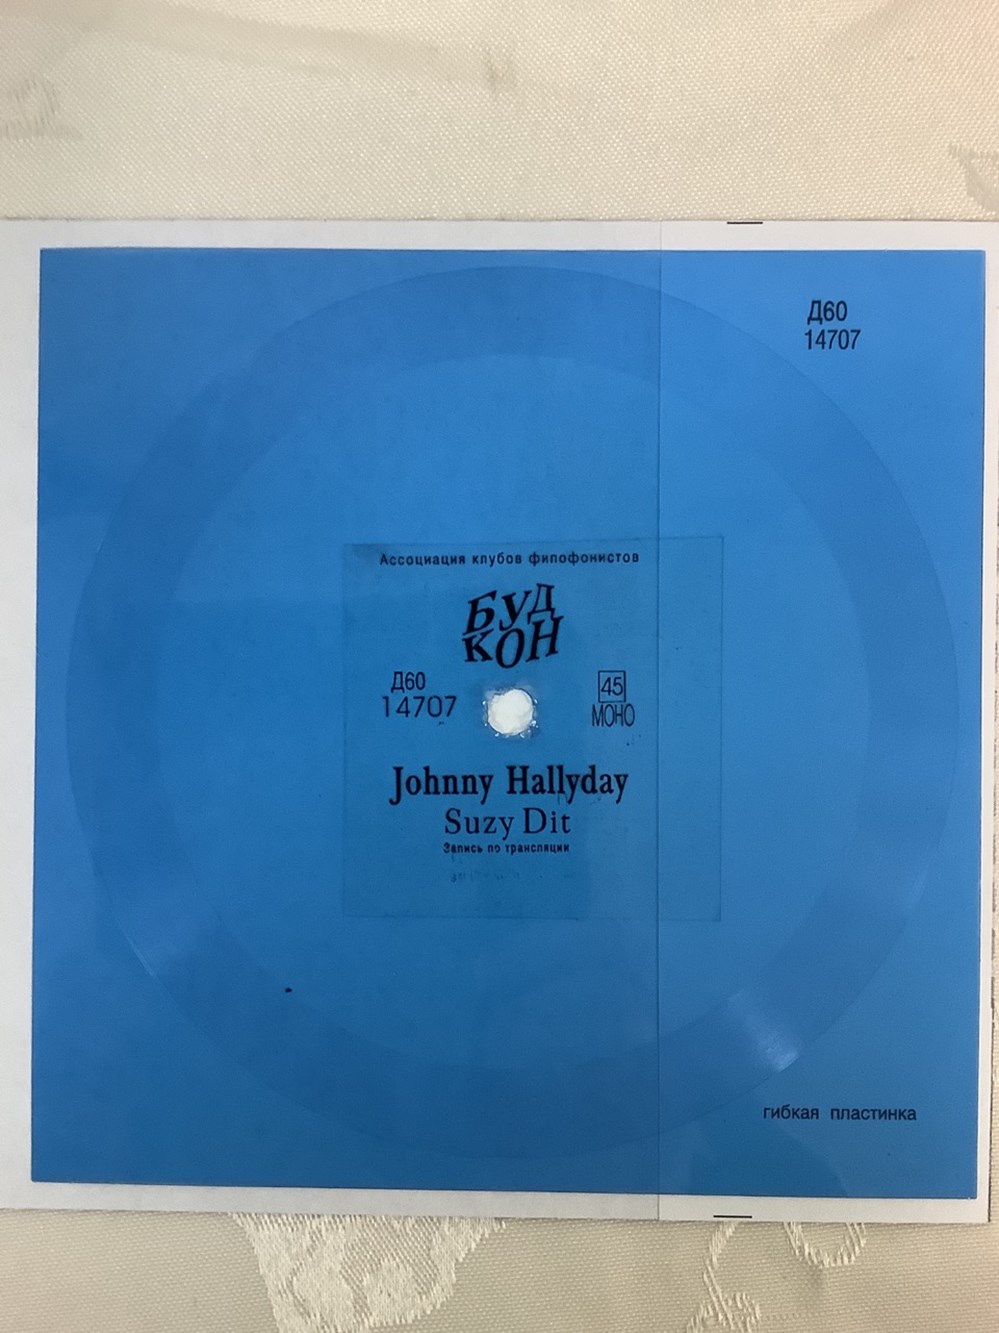 Д60
14707
Ассоциация клубов филофонистов
БУД
КОН
Д60
14707
45
МОНО
Johnny Hallyday
Suzy Dit
Запись по трансляции
гибкая пластинка